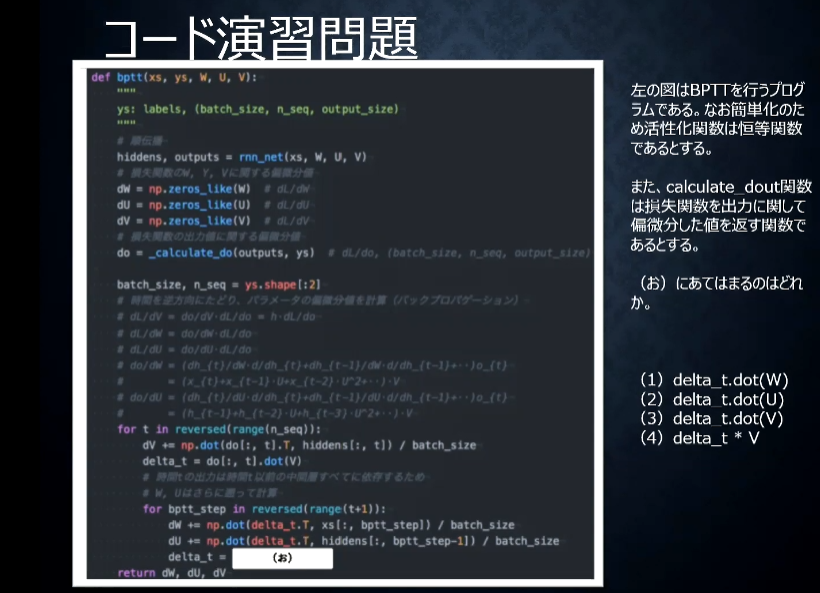 コード演習問題
def bptt(xs, ys, W, U, V):
"""
ys: labels, (batch_size, n_seq, output_size)
"""
# 順伝播
hiddens, outputs = rnn_net(xs, W, U, V)
# 損失関数のW, Y, Vに関する偏微分値
dW = np.zeros_like(W) # dL/dW
dU = np.zeros_like(U) # dL/dU
dV = np.zeros_like(V) # dL/dV
# 損失関数の出力値に関する偏微分値
do = _calculate_do(outputs, ys) # dL/do, (batch_size, n_seq, output_size)
batch_size, n_seq = ys.shape[:2]
# 時間を逆方向にたどり、パラメータの偏微分値を計算（バックプロパゲーション）
# dL/dV = do/dV·dL/do = h·dL/do
# dL/dW = do/dW·dL/do
# dL/dU = do/dU·dL/do
# do/dW = (dh_{t}/dW·d/dh_{t}+dh_{t-1}/dW·d/dh_{t-1}+··)o_{t}
# = (x_{t}+x_{t-1}·U+x_{t-2}·U^2+··)·V
# do/dU = (dh_{t}/dU·d/dh_{t}+dh_{t-1}/dU·d/dh_{t-1}+··)o_{t}
# = (h_{t-1}+h_{t-2}·U+h_{t-3}·U^2+··)·V
for t in reversed(range(n_seq)):
dV += np.dot(do[:, t].T, hiddens[:, t]) / batch_size
delta_t = do[:, t].dot(V)
# 時間tの出力は時間t以前の中間層すべてに依存するため
# W, Uはさらに遡って計算
for bptt_step in reversed(range(t+1)):
dW += np.dot(delta_t.T, xs[:, bptt_step]) / batch_size
dU += np.dot(delta_t.T, hiddens[:, bptt_step-1]) / batch_size
delta_t = （お）
return dW, dU, dV
左の図はBPTTを行うプログ
ラムである。なお簡単化のた
め活性化関数は恒等関数
であるとする。
また、calculate_dout関数
は損失関数を出力に関して
偏微分した値を返す関数で
あるとする。
（お）にあてはまるのはどれ
か。
（1）delta_t.dot(W)
（2）delta_t.dot(U)
（3）delta_t.dot(V)
（4）delta_t * V